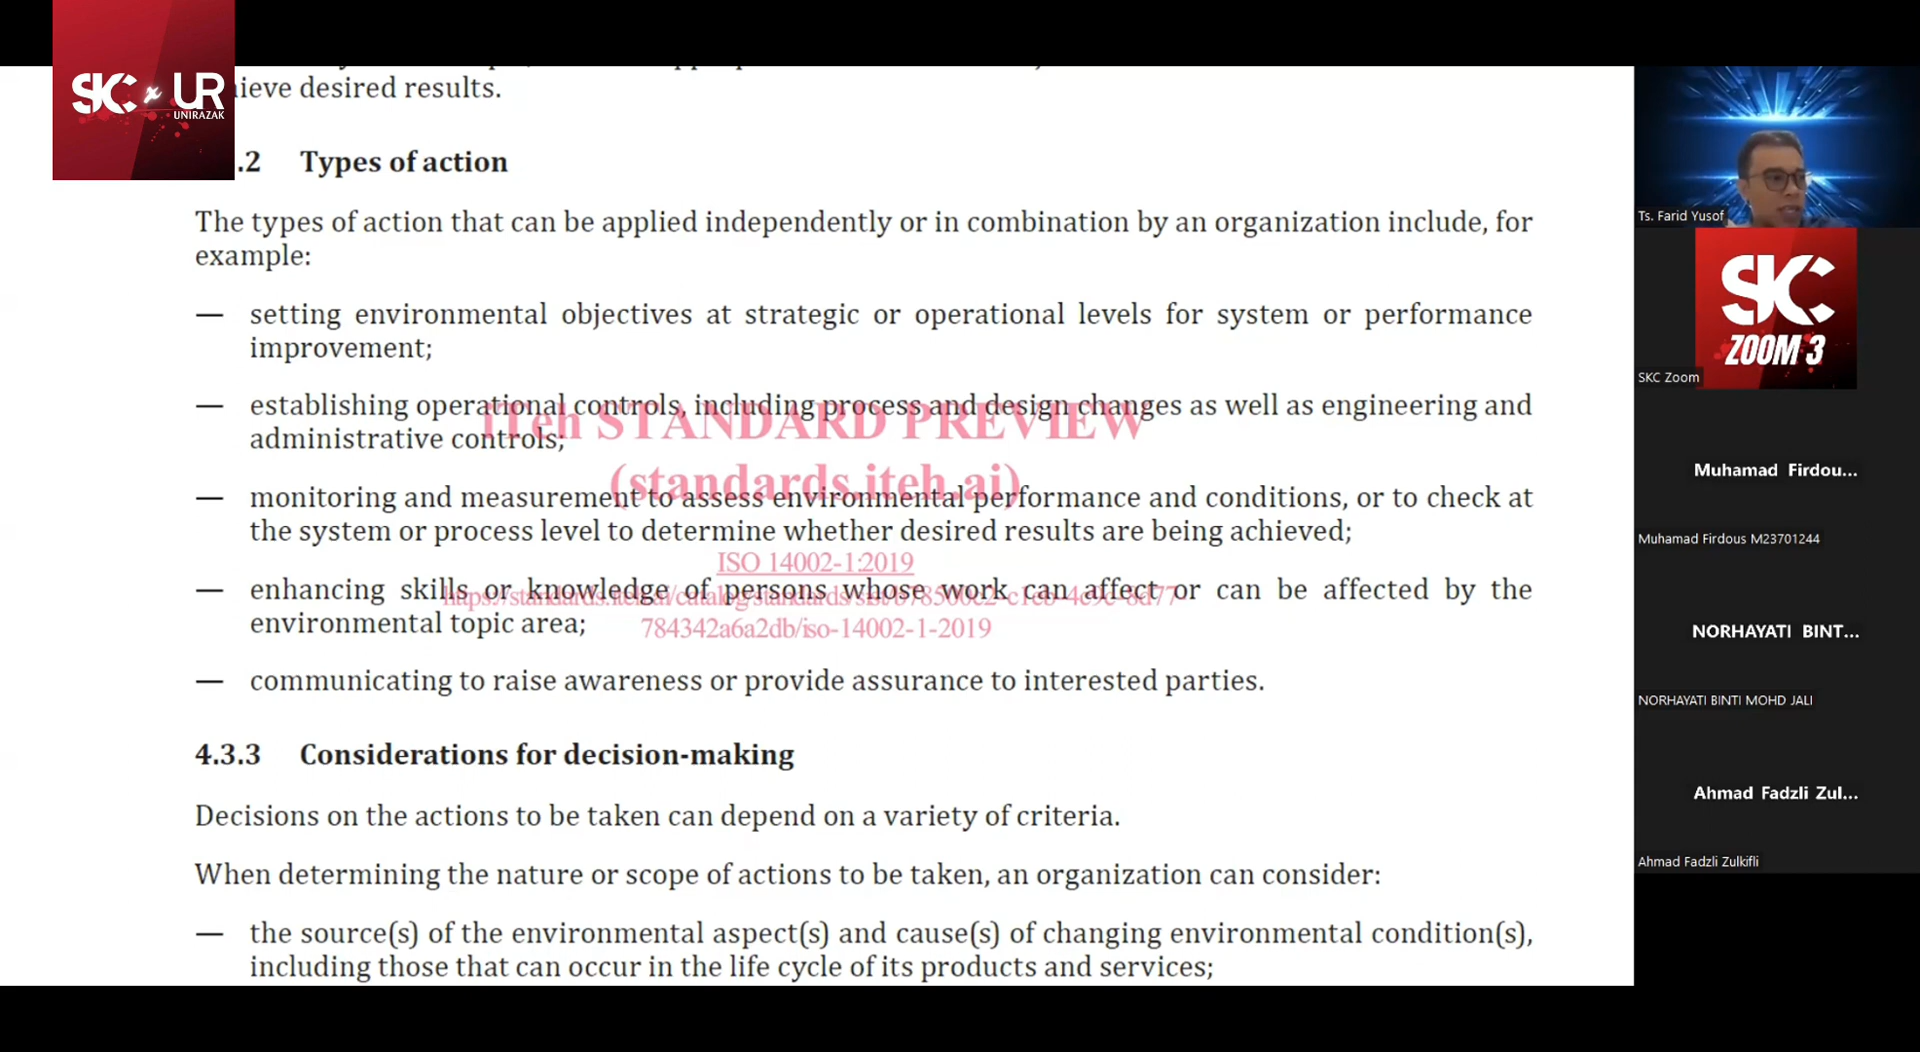 SKC x UR
UNIRAZAK
ieve desired results.
.2 Types of action
The types of action that can be applied independently or in combination by an organization include, for
example:
— setting environmental objectives at strategic or operational levels for system or performance
improvement;
— establishing operational controls, including process and design changes as well as engineering and
administrative controls;
iTeh STANDARD PREVIEW
(standards.iteh.ai)
— monitoring and measurement to assess environmental performance and conditions, or to check at
the system or process level to determine whether desired results are being achieved;
ISO 14002-1:2019
— enhancing skills or knowledge of persons whose work can affect or can be affected by the
environmental topic area;
784342a6a2db/iso-14002-1-2019
— communicating to raise awareness or provide assurance to interested parties.
4.3.3 Considerations for decision-making
Decisions on the actions to be taken can depend on a variety of criteria.
When determining the nature or scope of actions to be taken, an organization can consider:
— the source(s) of the environmental aspect(s) and cause(s) of changing environmental condition(s),
including those that can occur in the life cycle of its products and services;
Ts. Farid Yusof
SKC
ZOOM 3
SKC Zoom
Muhamad Firdou...
Muhamad Firdous M23701244
NORHAYATI BINT...
NORHAYATI BINTI MOHD JALI
Ahmad Fadzli Zul...
Ahmad Fadzli Zulkifli